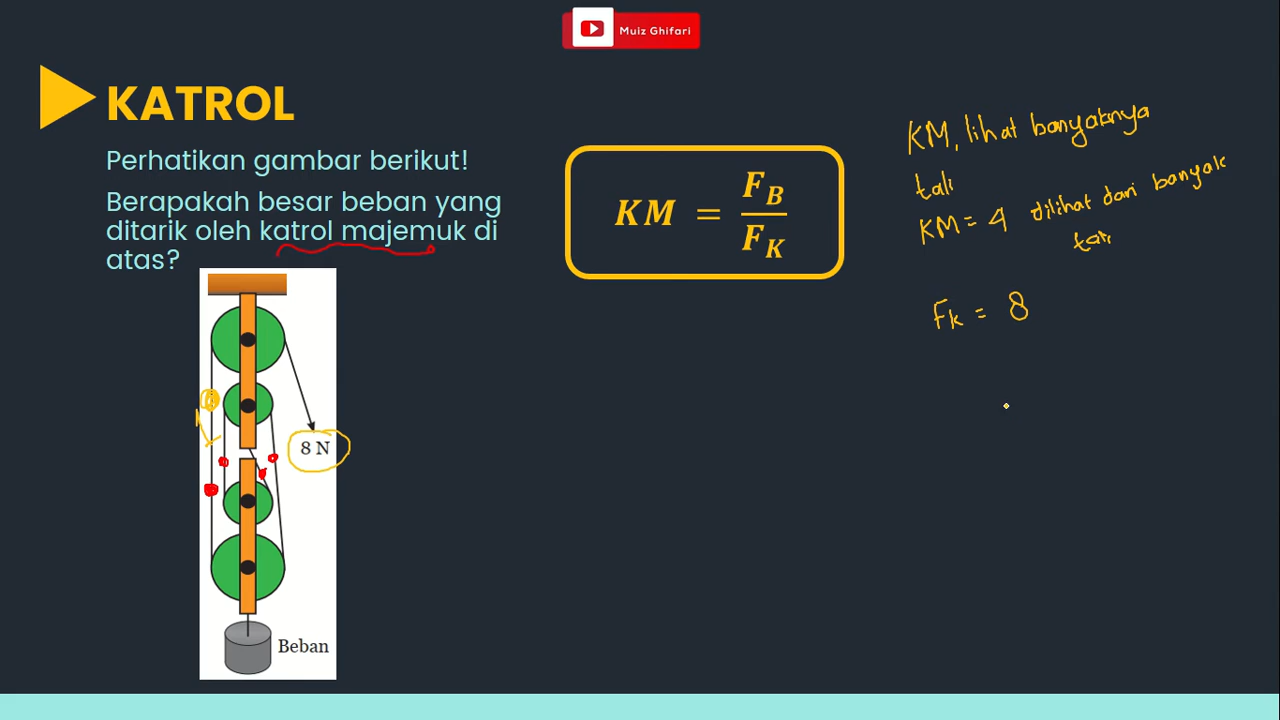 Muiz Ghifari
KATROL
Perhatikan gambar berikut!
Berapakah besar beban yang
ditarik oleh katrol majemuk di
atas?
KM = F_B / F_K
KM, lihat banyaknya
tali
KM = 4 dilihat dari banyak
tali
Fk = 8
8 N
Beban